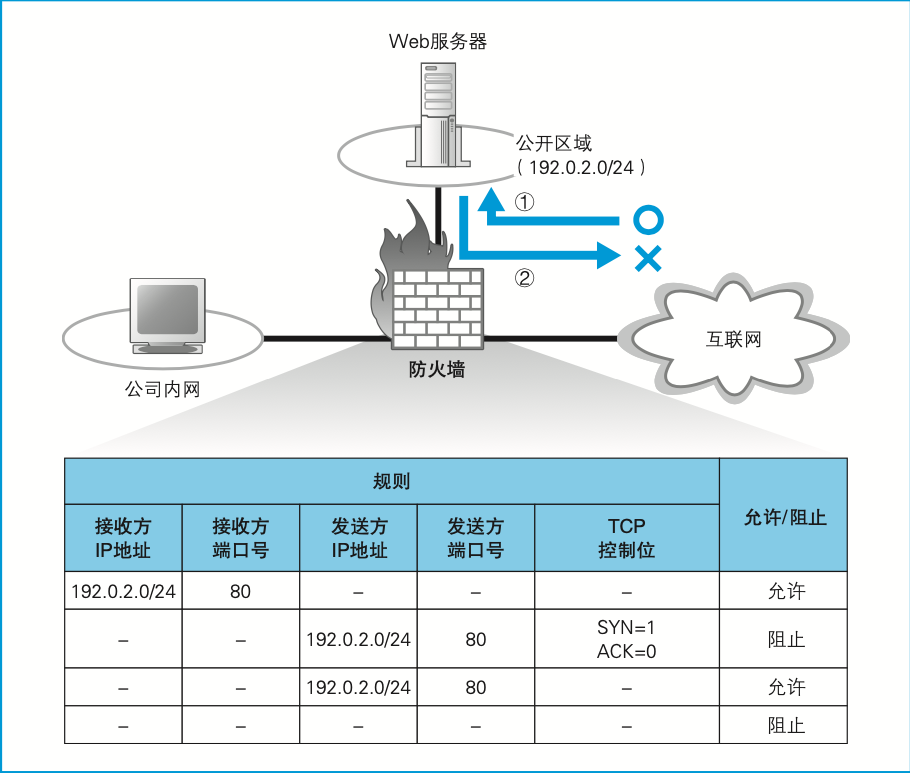 Web服务器
公开区域
（192.0.2.0/24）
①
②
互联网
防火墙
公司内网
规则
允许/阻止
接收方
IP地址
接收方
端口号
发送方
IP地址
发送方
端口号
TCP
控制位
192.0.2.0/24 80 – – – 允许
– – 192.0.2.0/24 80 SYN=1
ACK=0 阻止
– – 192.0.2.0/24 80 – 允许
– – – – – 阻止